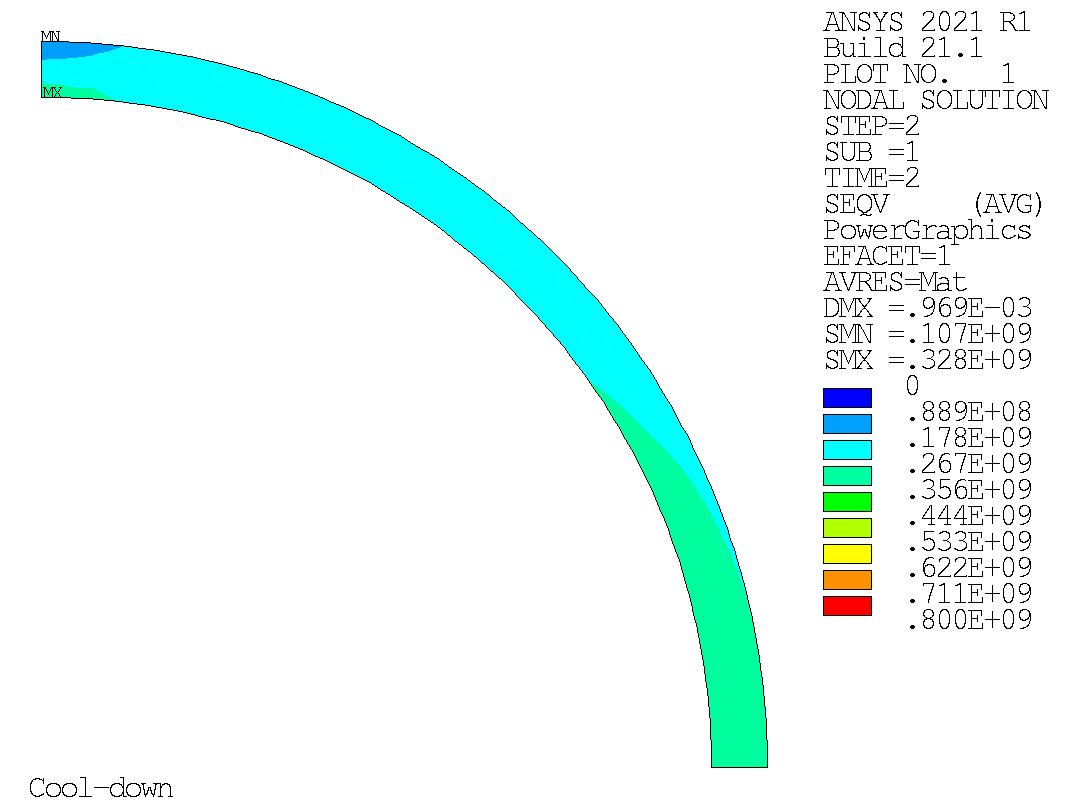 MN
MX
ANSYS 2021 R1
Build 21.1
PLOT NO.   1
NODAL SOLUTION
STEP=2
SUB =1
TIME=2
SEQV     (AVG)
PowerGraphics
EFACET=1
AVRES=Mat
DMX =.969E-03
SMN =.107E+09
SMX =.328E+09
0
.889E+08
.178E+09
.267E+09
.356E+09
.444E+09
.533E+09
.622E+09
.711E+09
.800E+09
Cool-down